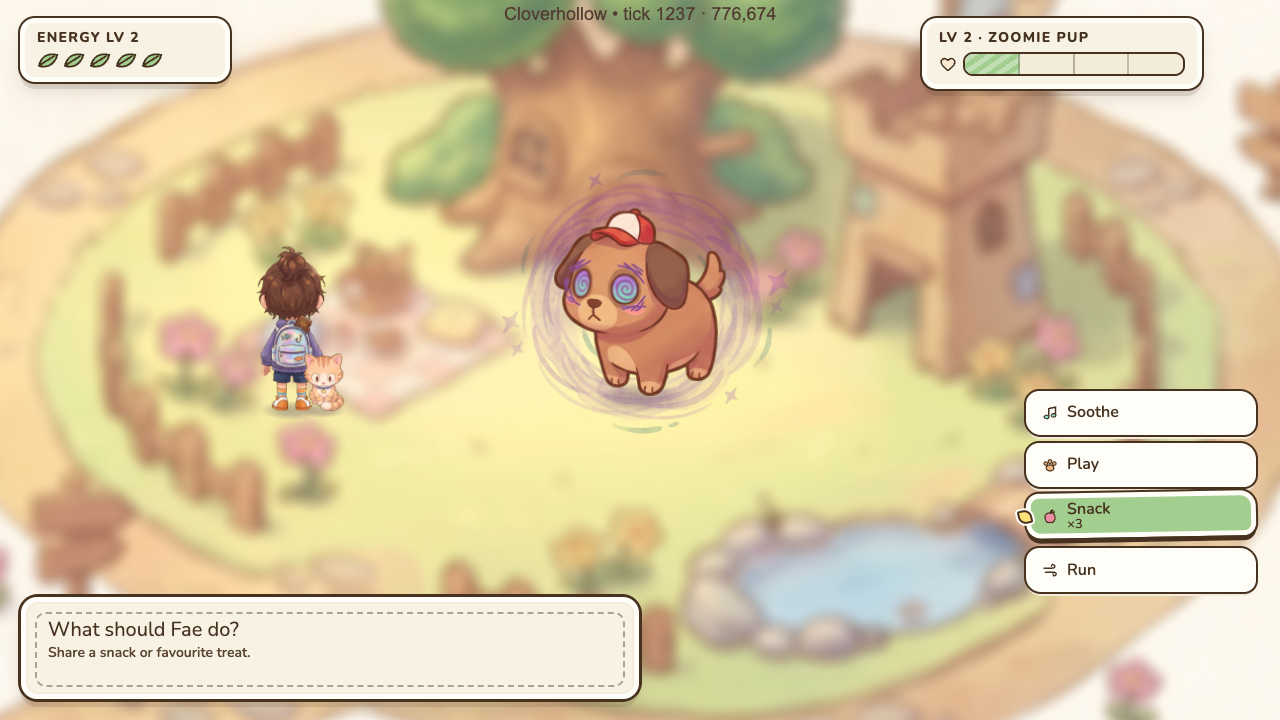 Cloverhollow • tick 1237 · 776,674
ENERGY LV 2
LV 2 · ZOOMIE PUP
Soothe
Play
Snack
×3
Run
What should Fae do?
Share a snack or favourite treat.